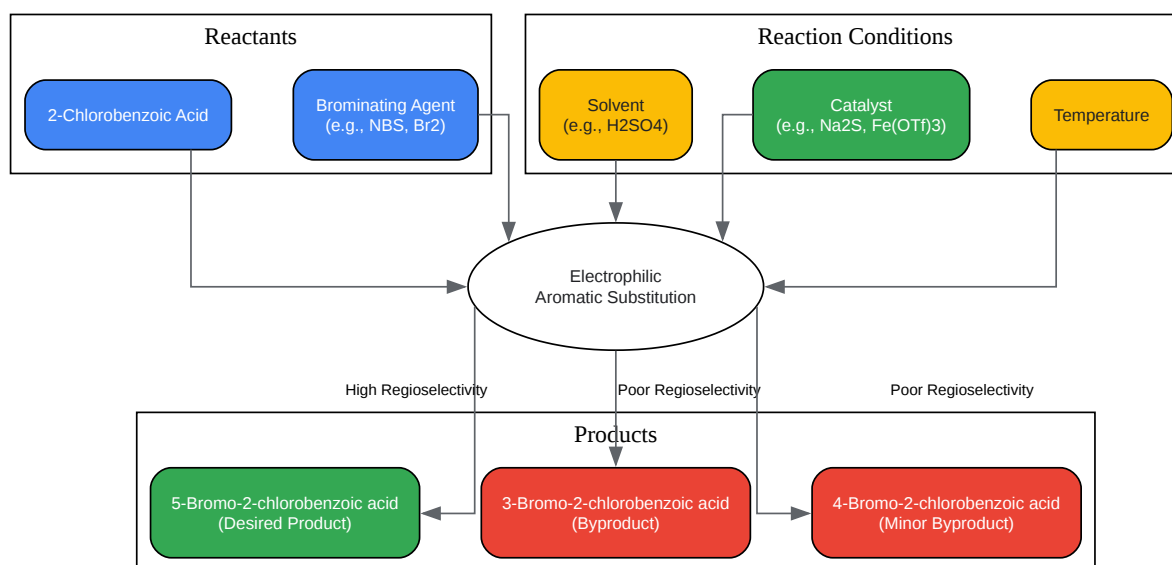 Reactants
Reaction Conditions
2-Chlorobenzoic Acid
Brominating Agent
(e.g., NBS, Br2)
Solvent
(e.g., H2SO4)
Catalyst
(e.g., Na2S, Fe(OTf)3)
Temperature
Electrophilic
Aromatic Substitution
High Regioselectivity
Poor Regioselectivity
Poor Regioselectivity
Products
5-Bromo-2-chlorobenzoic acid
(Desired Product)
3-Bromo-2-chlorobenzoic acid
(Byproduct)
4-Bromo-2-chlorobenzoic acid
(Minor Byproduct)